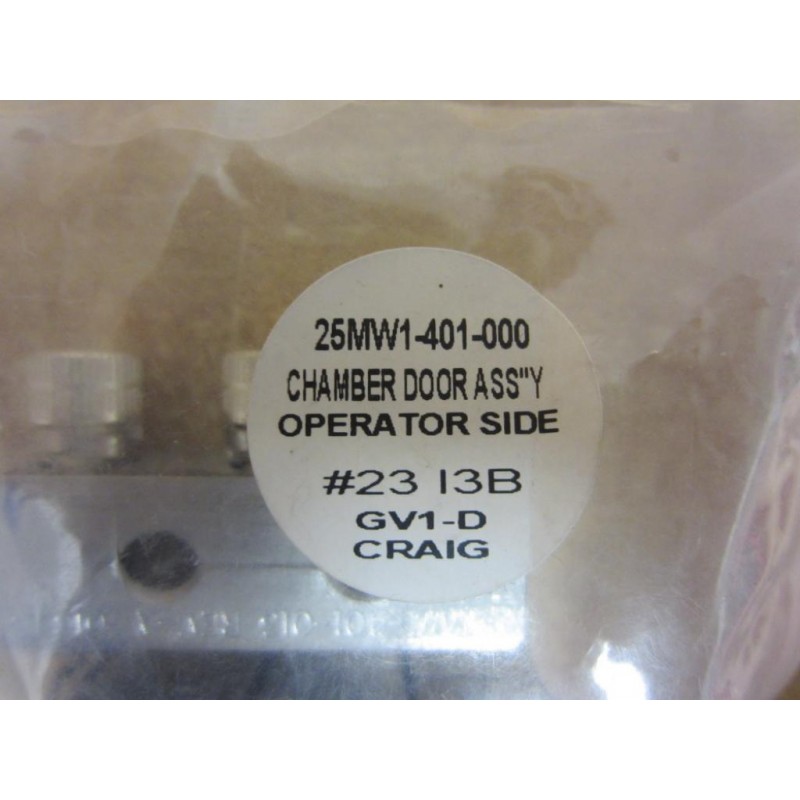 25MW1-401-000
CHAMBER DOOR ASS"Y
OPERATOR SIDE
#23 I3B
GV1-D
CRAIG